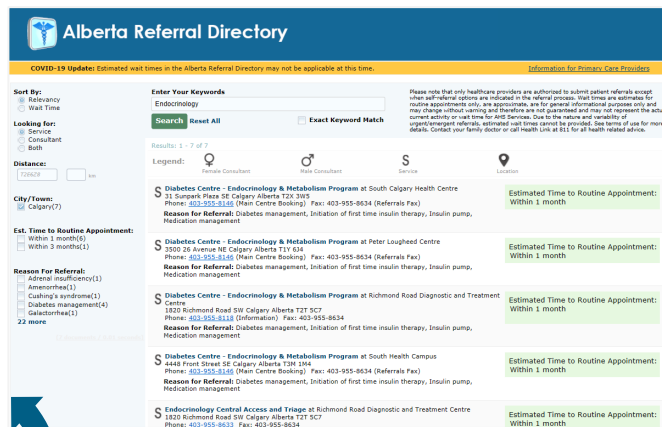 Alberta Referral Directory
COVID-19 Update: Estimated wait times in the Alberta Referral Directory may not be applicable at this time.
Information for Primary Care Providers
Sort By:
Relevancy
Wait Time
Looking for:
Service
Consultant
Both
Distance:
km
City/Town:
Calgary(7)
Est. Time to Routine Appointment:
Within 1 month(6)
Within 3 months(1)
Reason For Referral:
Adrenal insufficiency(1)
Amenorrhea(1)
Cushing's syndrome(1)
Diabetes management(4)
Galactorrhea(1)
22 more
Enter Your Keywords
Endocrinology
Search Reset All
Exact Keyword Match
Please note that only healthcare providers are authorized to submit patient referrals except
when self-referral options are indicated in the referral process. Wait times are estimates for
routine appointments only, are approximate, are for general informational purposes only and
may change without warning and therefore are not guaranteed and may not represent the actu
current activity or wait time for AHS Services. Due to the nature and variability of
urgent/emergent referrals, estimated wait times cannot be provided. See terms of use for more
details. Contact your family doctor or call Health Link at 811 for all health related advice.
Results: 1 - 7 of 7
Legend:
Female Consultant
Male Consultant
S
Service
Location
S Diabetes Centre - Endocrinology & Metabolism Program at South Calgary Health Centre
31 Sunpark Plaza SE Calgary Alberta T2X 3W5
Phone: 403-955-8146 (Main Centre Booking) Fax: 403-955-8634 (Referrals Fax)
Reason for Referral: Diabetes management, Initiation of first time insulin therapy, Insulin pump,
Medication management
Estimated Time to Routine Appointment:
Within 1 month
S Diabetes Centre - Endocrinology & Metabolism Program at Peter Lougheed Centre
3500 26 Avenue NE Calgary Alberta T1Y 6J4
Phone: 403-955-8146 (Main Centre Booking) Fax: 403-955-8634 (Referrals Fax)
Reason for Referral: Diabetes management, Initiation of first time insulin therapy, Insulin pump,
Medication management
Estimated Time to Routine Appointment:
Within 1 month
S Diabetes Centre - Endocrinology & Metabolism Program at Richmond Road Diagnostic and Treatment
Centre
1820 Richmond Road SW Calgary Alberta T2T 5C7
Phone: 403-955-8118 (Information) Fax: 403-955-8634
Reason for Referral: Diabetes management, Initiation of first time insulin therapy, Insulin pump,
Medication management
Estimated Time to Routine Appointment:
Within 1 month
S Diabetes Centre - Endocrinology & Metabolism Program at South Health Campus
4448 Front Street SE Calgary Alberta T3M 1M4
Phone: 403-955-8146 (Main Centre Booking) Fax: 403-955-8634 (Referrals Fax)
Reason for Referral: Diabetes management, Initiation of first time insulin therapy, Insulin pump,
Medication management
Estimated Time to Routine Appointment:
Within 1 month
S Endocrinology Central Access and Triage at Richmond Road Diagnostic and Treatment Centre
1820 Richmond Road SW Calgary Alberta T2T 5C7
Phone: 403-955-8633 Fax: 403-955-8634
Estimated Time to Routine Appointment:
Within 1 month